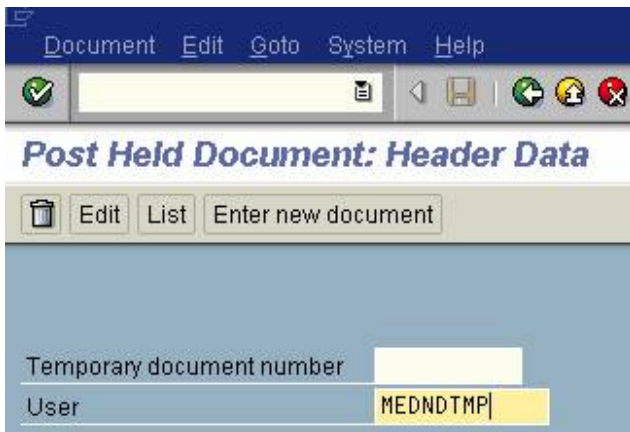 Document Edit Goto System Help
Post Held Document: Header Data
Edit List Enter new document
Temporary document number
User MEDNDTMP